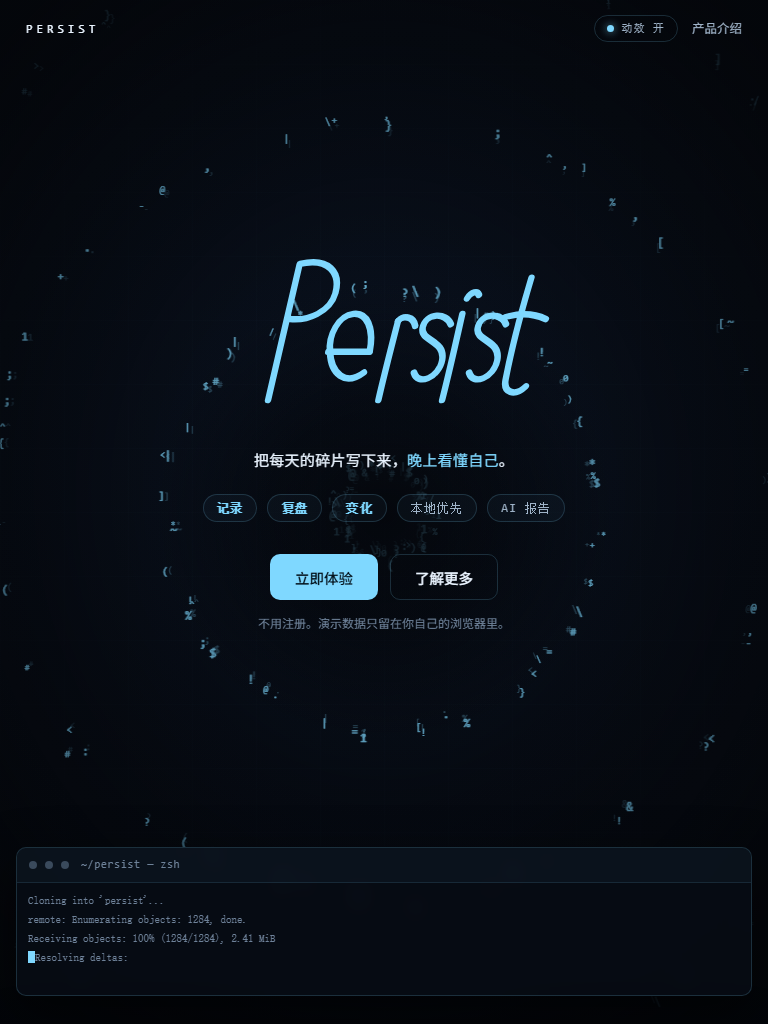 PERSIST
动效 开
产品介绍
Persist
把每天的碎片写下来，晚上看懂自己。
记录
复盘
变化
本地优先
AI 报告
立即体验
了解更多
不用注册。演示数据只留在你自己的浏览器里。
~/persist — zsh
Cloning into 'persist'...
remote: Enumerating objects: 1284, done.
Receiving objects: 100% (1284/1284), 2.41 MiB
Resolving deltas: